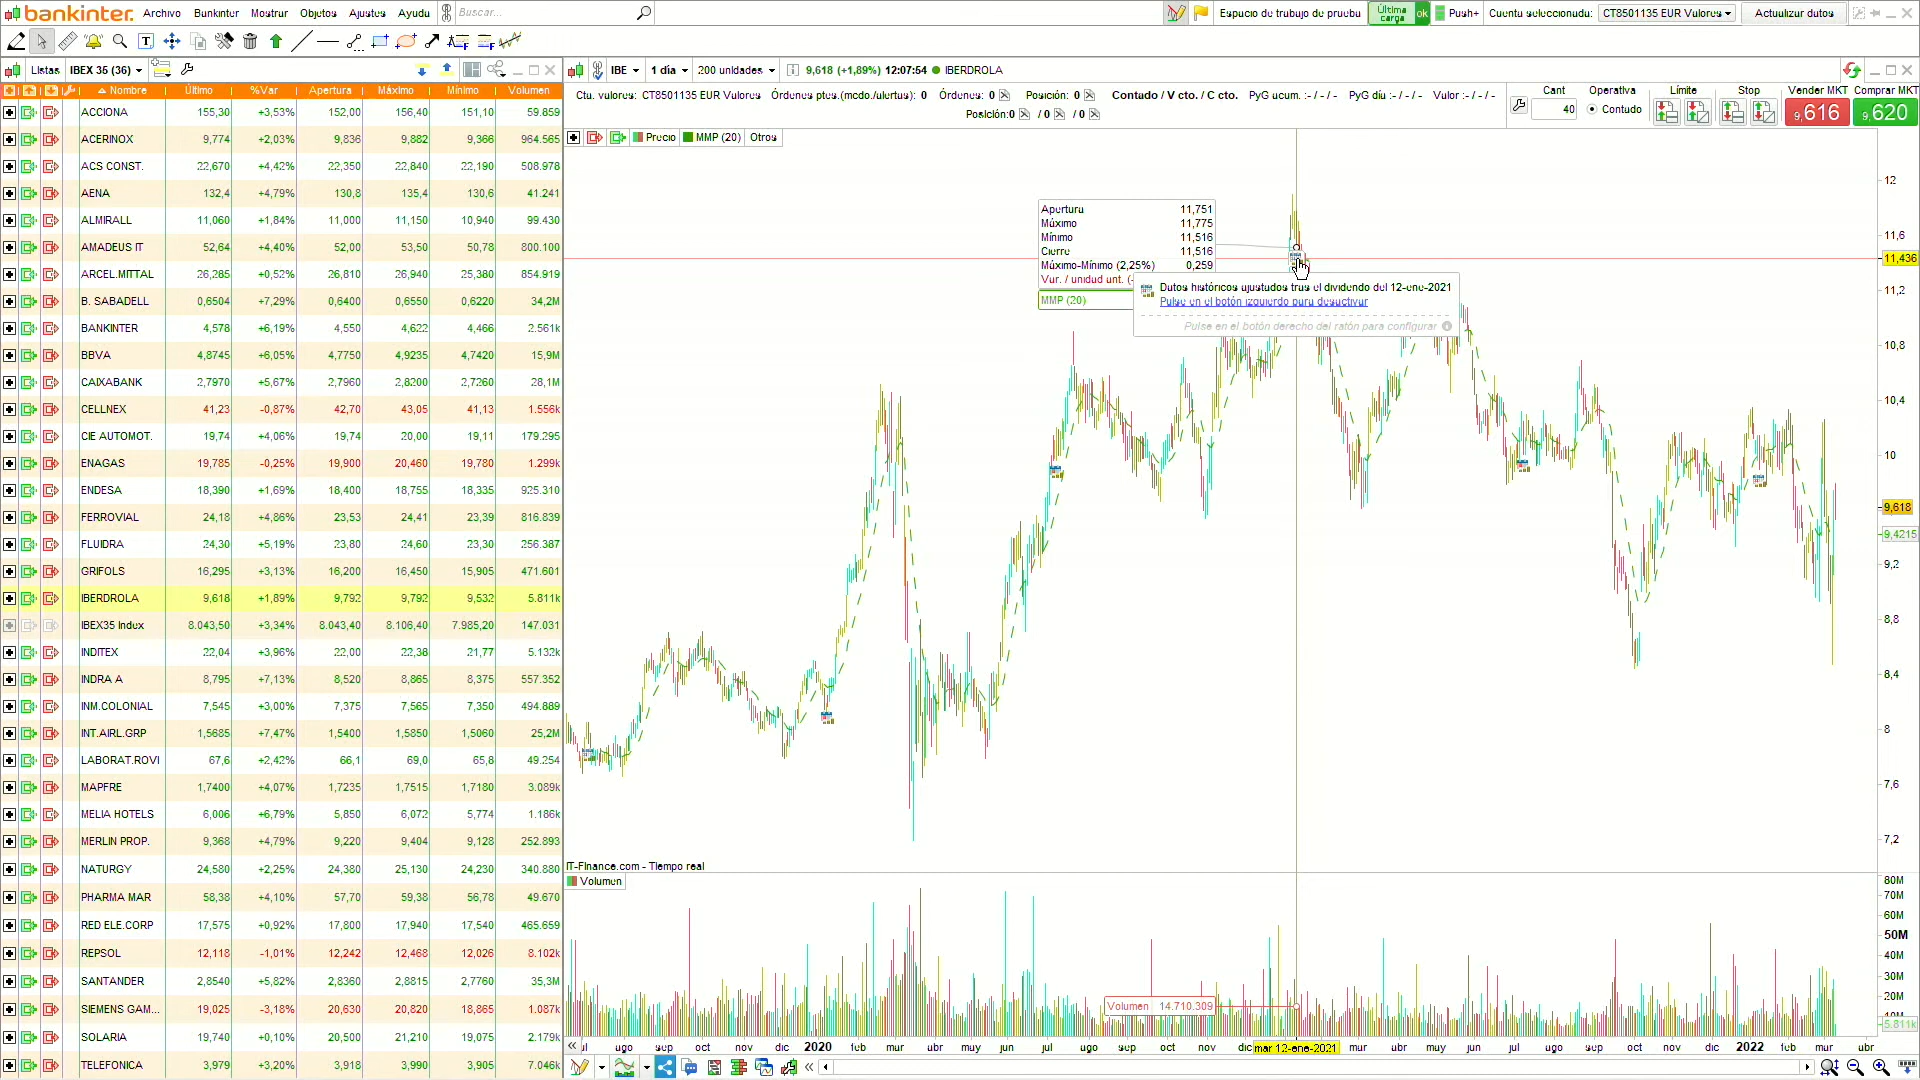 bankinter. Archivo Bankinter Mostrar Objetos Ajustes Ayuda Buscar... Espacio de trabajo de prueba Última carga ok Push+ Cuenta seleccionada: CT8501135 EUR Valores Actualizar datos
Listas IBEX 35 (36)
Nombre Último %Var Apertura Máximo Mínimo Volumen
ACCIONA 155,30 +3,53% 152,00 156,40 151,10 59.859
ACERINOX 9,774 +2,03% 9,836 9,882 9,366 964.565
ACS CONST. 22,670 +4,42% 22,350 22,840 22,190 508.978
AENA 132,4 +4,79% 130,8 135,4 130,6 41.241
ALMIRALL 11,060 +1,84% 11,000 11,150 10,940 99.430
AMADEUS IT 52,64 +4,40% 52,00 53,50 50,78 800.100
ARCEL.MITTAL 26,285 +0,52% 26,810 26,940 25,380 854.919
B. SABADELL 0,6504 +7,29% 0,6400 0,6550 0,6220 34,2M
BANKINTER 4,578 +6,19% 4,550 4,622 4,466 2.561k
BBVA 4,8745 +6,05% 4,7750 4,9235 4,7420 15,9M
CAIXABANK 2,7970 +5,67% 2,7960 2,8200 2,7260 28,1M
CELLNEX 41,23 -0,87% 42,70 43,05 41,13 1.556k
CIE AUTOMOT. 19,74 +4,06% 19,74 20,00 19,11 179.295
ENAGAS 19,785 -0,25% 19,900 20,460 19,780 1.299k
ENDESA 18,390 +1,69% 18,400 18,755 18,335 925.310
FERROVIAL 24,18 +4,86% 23,53 24,41 23,39 816.839
FLUIDRA 24,30 +5,19% 23,80 24,60 23,30 256.387
GRIFOLS 16,295 +3,13% 16,200 16,450 15,905 471.601
IBERDROLA 9,618 +1,89% 9,792 9,792 9,532 5.811k
IBEX35 Index 8.043,50 +3,34% 8.043,40 8.106,40 7.985,20 147.031
INDITEX 22,04 +3,96% 22,00 22,38 21,77 5.132k
INDRA A 8,795 +7,13% 8,520 8,865 8,375 557.352
INM.COLONIAL 7,545 +3,00% 7,375 7,565 7,350 494.889
INT.AIRL.GRP 1,5685 +7,47% 1,5400 1,5850 1,5060 25,2M
LABORAT.ROVI 67,6 +2,42% 66,1 69,0 65,8 49.254
MAPFRE 1,7400 +4,07% 1,7235 1,7515 1,7180 3.089k
MELIA HOTELS 6,006 +6,79% 5,850 6,072 5,774 1.186k
MERLIN PROP. 9,368 +4,79% 9,220 9,404 9,128 252.893
NATURGY 24,580 +2,25% 24,380 25,130 24,230 340.880
PHARMA MAR 58,38 +4,10% 57,70 59,38 56,78 49.670
RED ELE.CORP 17,575 +0,92% 17,800 17,940 17,540 465.659
REPSOL 12,118 -1,01% 12,242 12,468 12,026 8.102k
SANTANDER 2,8540 +5,82% 2,8360 2,8815 2,7760 35,3M
SIEMENS GAM... 19,025 -3,18% 20,630 20,820 18,865 1.087k
SOLARIA 19,740 +0,10% 20,500 21,210 19,075 2.179k
TELEFONICA 3,979 +3,20% 3,918 3,990 3,905 7.046k
IBE 1 día 200 unidades 9,618 (+1,89%) 12:07:54 IBERDROLA
Cta. valores: CT8501135 EUR Valores Órdenes ptes.(mcdo./alertas): 0 Órdenes: 0 Posición: 0 Contado / V cto. / C cto. PyG acum. :- / - / - PyG día :- / - / - Valor :- / - / -
Posición:0 / 0 / 0
Cant Operativa Límite Stop Vender MKT Comprar MKT
40 Contado 9,616 9,620
Precio MMP (20) Otros
Apertura 11,751
Máximo 11,775
Mínimo 11,516
Cierre 11,516
Máximo-Mínimo (2,25%) 0,259
Var. / unidad ant. (-
MMP (20)
Datos históricos ajustados tras el dividendo del 12-ene-2021
Pulse en el botón izquierdo para desactivar
Pulse en el botón derecho del ratón para configurar
12
11,6
11,436
11,2
10,8
10,4
10
9,618
9,4215
9,2
8,8
8,4
8
7,6
7,2
IT-Finance.com - Tiempo real
Volumen
80M
70M
60M
50M
40M
30M
20M
5.811k
Volumen 14.710.309
ago sep oct nov dic 2020 feb mar abr may jun jul ago sep oct nov dic mar 12-ene-2021 mar abr may jun jul ago sep oct nov dic 2022 feb mar abr